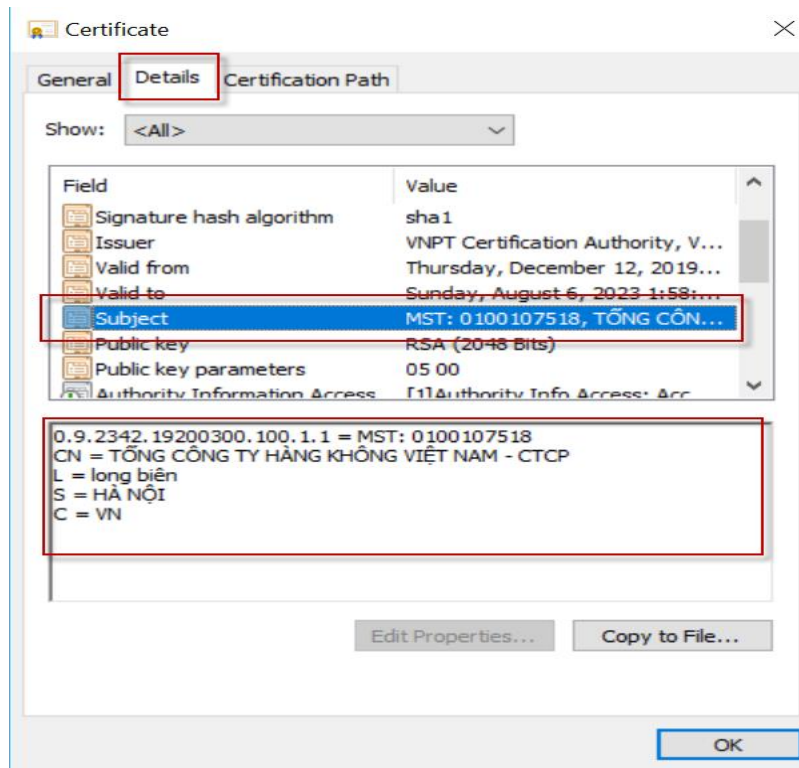 Certificate
General Details Certification Path
Show: <All>
Field Value
Signature hash algorithm sha1
Issuer VNPT Certification Authority, V...
Valid from Thursday, December 12, 2019...
Valid to Sunday, August 6, 2023 1:58:...
Subject MST: 0100107518, TỔNG CÔN...
Public key RSA (2048 Bits)
Public key parameters 05 00
Authority Information Access [1]Authority Info Access: Acc
0.9.2342.19200300.100.1.1 = MST: 0100107518
CN = TỔNG CÔNG TY HÀNG KHÔNG VIỆT NAM - CTCP
L = long biên
S = HÀ NỘI
C = VN
Edit Properties... Copy to File...
OK